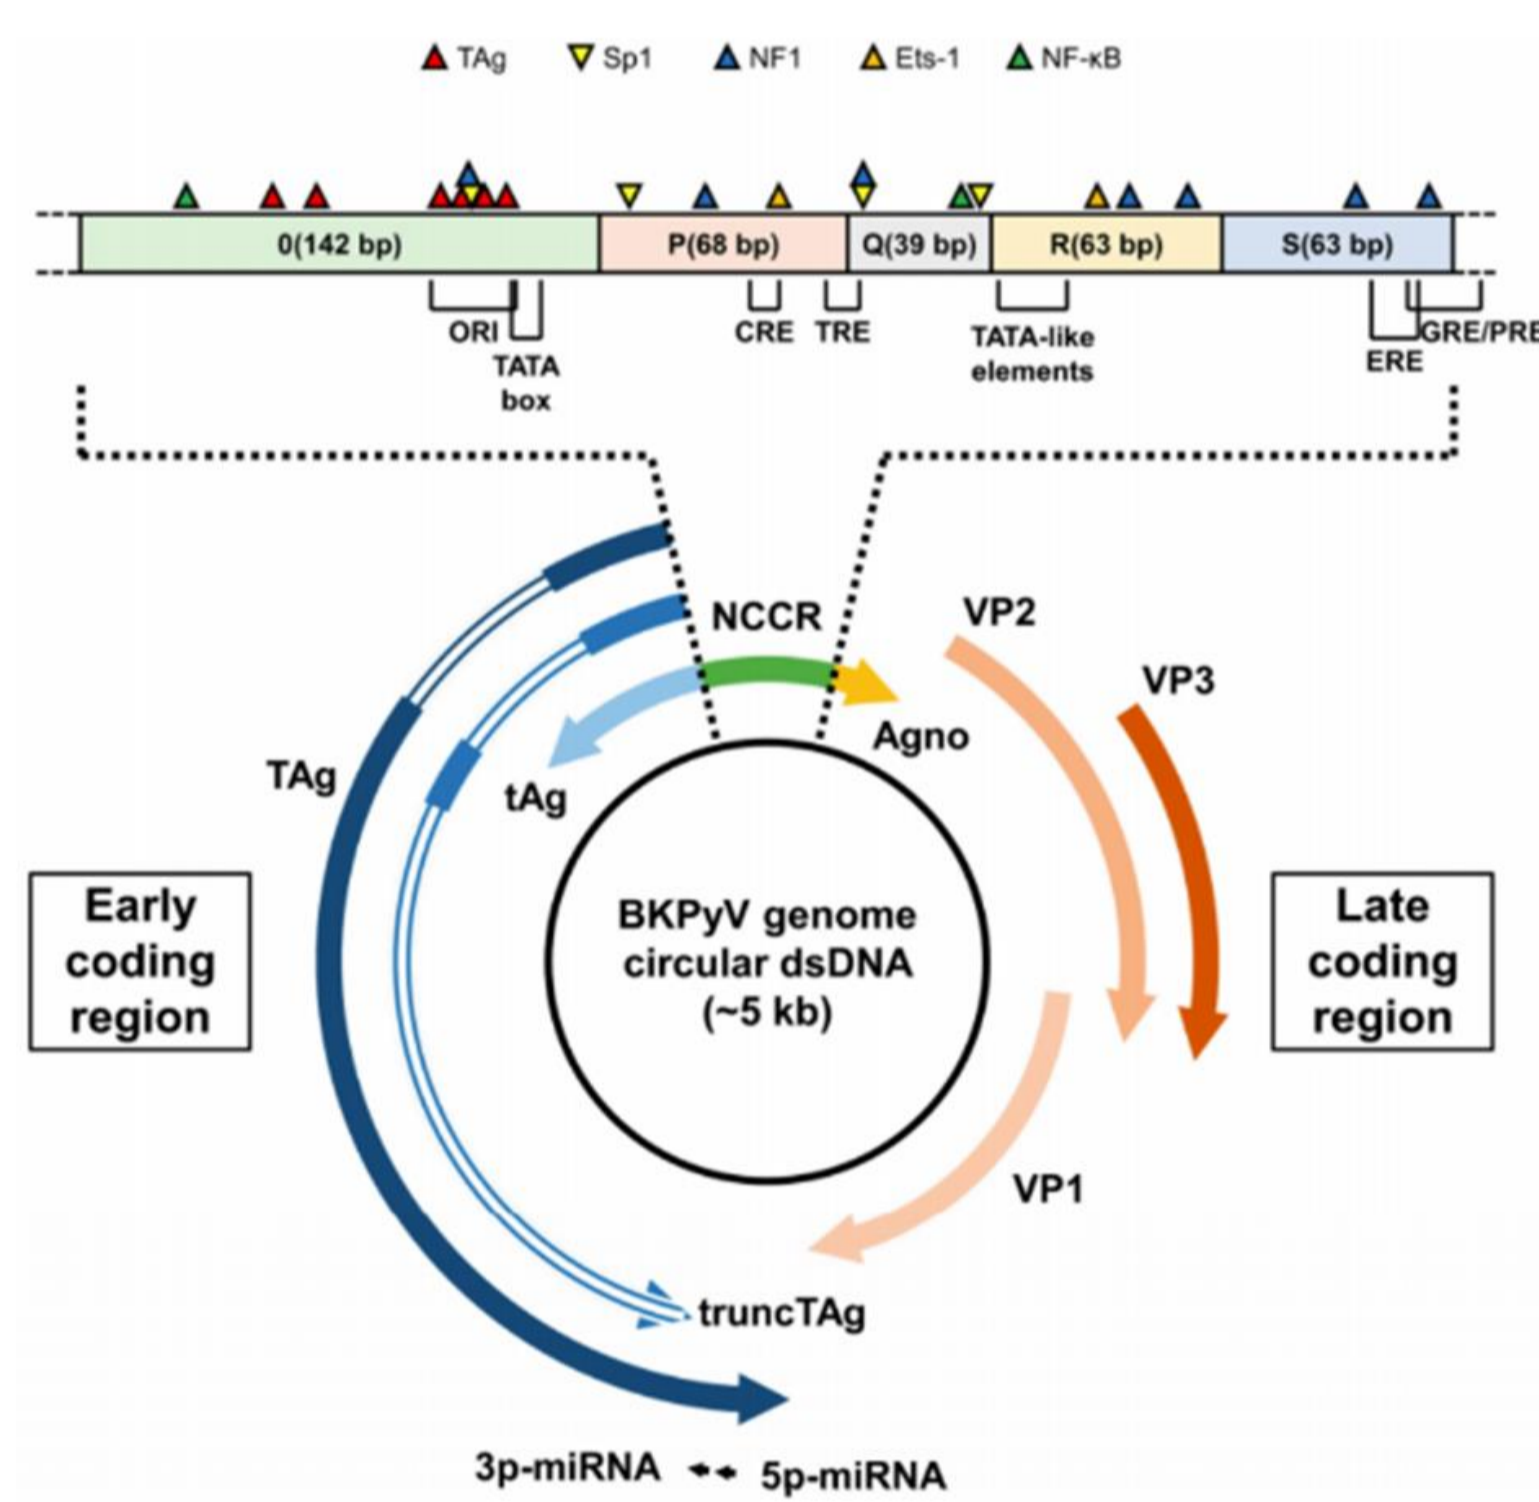 TAg Sp1 NF1 Ets-1 NF-κB
0(142 bp) P(68 bp) Q(39 bp) R(63 bp) S(63 bp)
ORI CRE TRE TATA-like GRE/PRE
TATA elements ERE
box
NCCR VP2
VP3
Agno
TAg
tAg
Early
coding
region
BKPyV genome
circular dsDNA
(~5 kb)
Late
coding
region
VP1
truncTAg
3p-miRNA 5p-miRNA